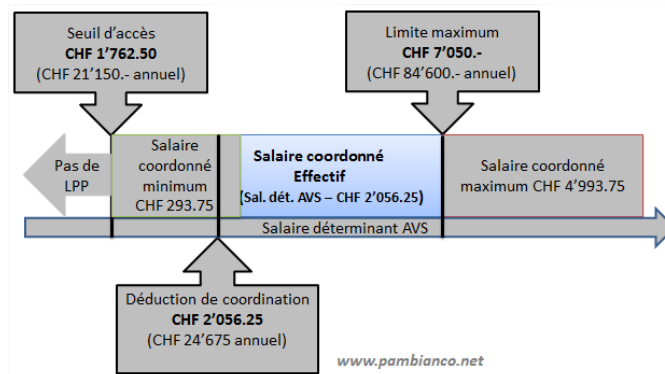 Seuil d’accès
CHF 1’762.50
(CHF 21’150.- annuel)
Limite maximum
CHF 7’050.-
(CHF 84’600.- annuel)
Pas de
LPP
Salaire
coordonné
minimum
CHF 293.75
Salaire coordonné
Effectif
(Sal. dét. AVS – CHF 2’056.25)
Salaire coordonné
maximum CHF 4’993.75
Salaire déterminant AVS
Déduction de coordination
CHF 2’056.25
(CHF 24’675 annuel)
www.pambianco.net